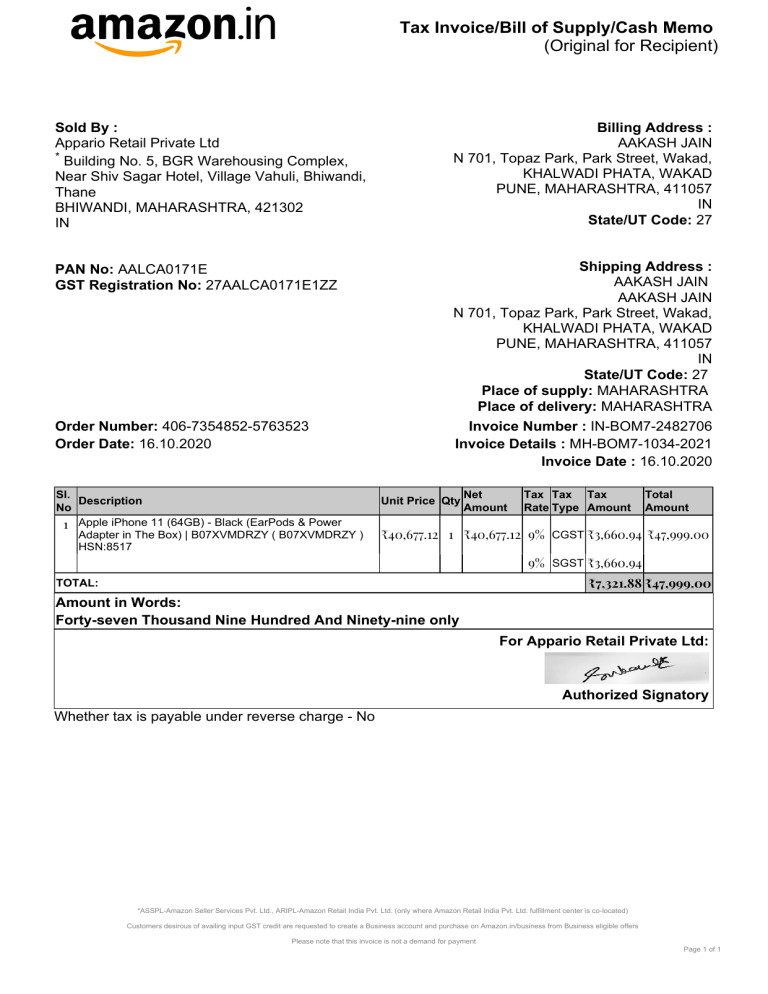 amazon.in
Tax Invoice/Bill of Supply/Cash Memo
(Original for Recipient)
Sold By :
Appario Retail Private Ltd
* Building No. 5, BGR Warehousing Complex,
Near Shiv Sagar Hotel, Village Vahuli, Bhiwandi,
Thane
BHIWANDI, MAHARASHTRA, 421302
IN
Billing Address :
AAKASH JAIN
N 701, Topaz Park, Park Street, Wakad,
KHALWADI PHATA, WAKAD
PUNE, MAHARASHTRA, 411057
IN
State/UT Code: 27
PAN No: AALCA0171E
GST Registration No: 27AALCA0171E1ZZ
Shipping Address :
AAKASH JAIN
AAKASH JAIN
N 701, Topaz Park, Park Street, Wakad,
KHALWADI PHATA, WAKAD
PUNE, MAHARASHTRA, 411057
IN
State/UT Code: 27
Place of supply: MAHARASHTRA
Place of delivery: MAHARASHTRA
Order Number: 406-7354852-5763523
Order Date: 16.10.2020
Invoice Number : IN-BOM7-2482706
Invoice Details : MH-BOM7-1034-2021
Invoice Date : 16.10.2020
Sl. No Description Unit Price Qty Net Amount Tax Rate Tax Type Tax Amount Total Amount
1 Apple iPhone 11 (64GB) - Black (EarPods & Power
Adapter in The Box) | B07XVMDRZY ( B07XVMDRZY )
HSN:8517
₹40,677.12 1 ₹40,677.12 9% CGST ₹3,660.94 ₹47,999.00
9% SGST ₹3,660.94
TOTAL: ₹7,321.88 ₹47,999.00
Amount in Words:
Forty-seven Thousand Nine Hundred And Ninety-nine only
For Appario Retail Private Ltd:
Authorized Signatory
Whether tax is payable under reverse charge - No
*ASSPL-Amazon Seller Services Pvt. Ltd., ARIPL-Amazon Retail India Pvt. Ltd. (only where Amazon Retail India Pvt. Ltd. fulfillment center is co-located)
Customers desirous of availing input GST credit are requested to create a Business account and purchase on Amazon.in/business from Business eligible offers
Please note that this invoice is not a demand for payment
Page 1 of 1